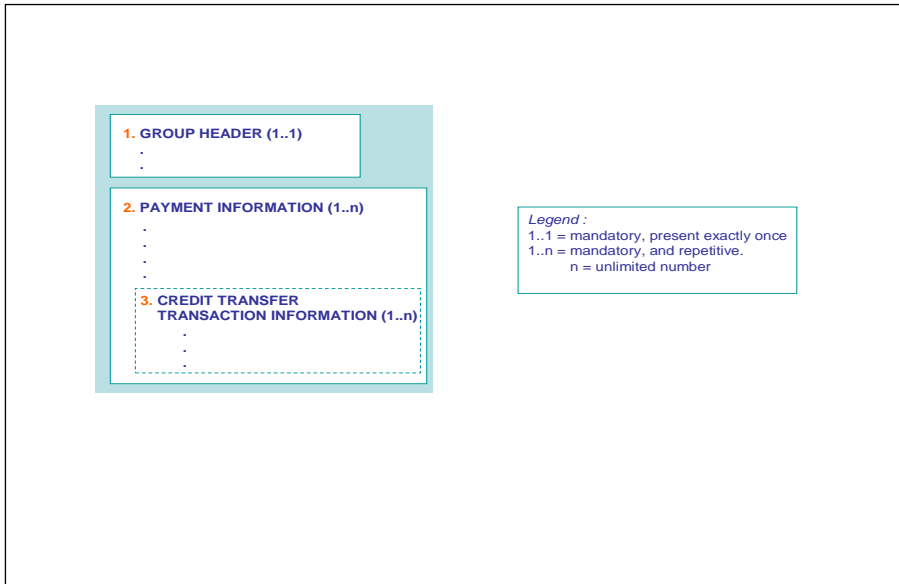 1. GROUP HEADER (1..1)
.
.
2. PAYMENT INFORMATION (1..n)
.
.
.
.
3. CREDIT TRANSFER
TRANSACTION INFORMATION (1..n)
.
.
.
Legend :
1..1 = mandatory, present exactly once
1..n = mandatory, and repetitive.
n = unlimited number